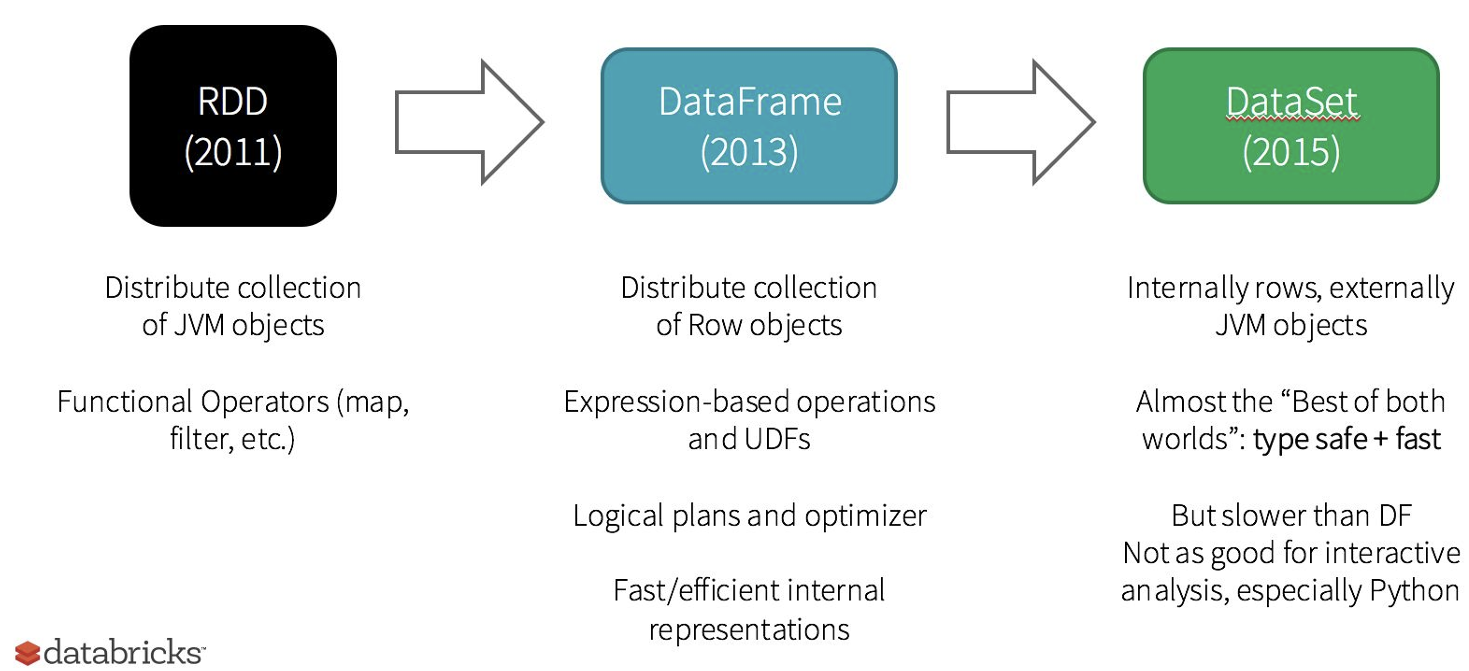 RDD
(2011)
DataFrame
(2013)
DataSet
(2015)
Distribute collection
of JVM objects
Functional Operators (map,
filter, etc.)
Distribute collection
of Row objects
Expression-based operations
and UDFs
Logical plans and optimizer
Fast/efficient internal
representations
Internally rows, externally
JVM objects
Almost the “Best of both
worlds”: type safe + fast
But slower than DF
Not as good for interactive
analysis, especially Python
databricks™